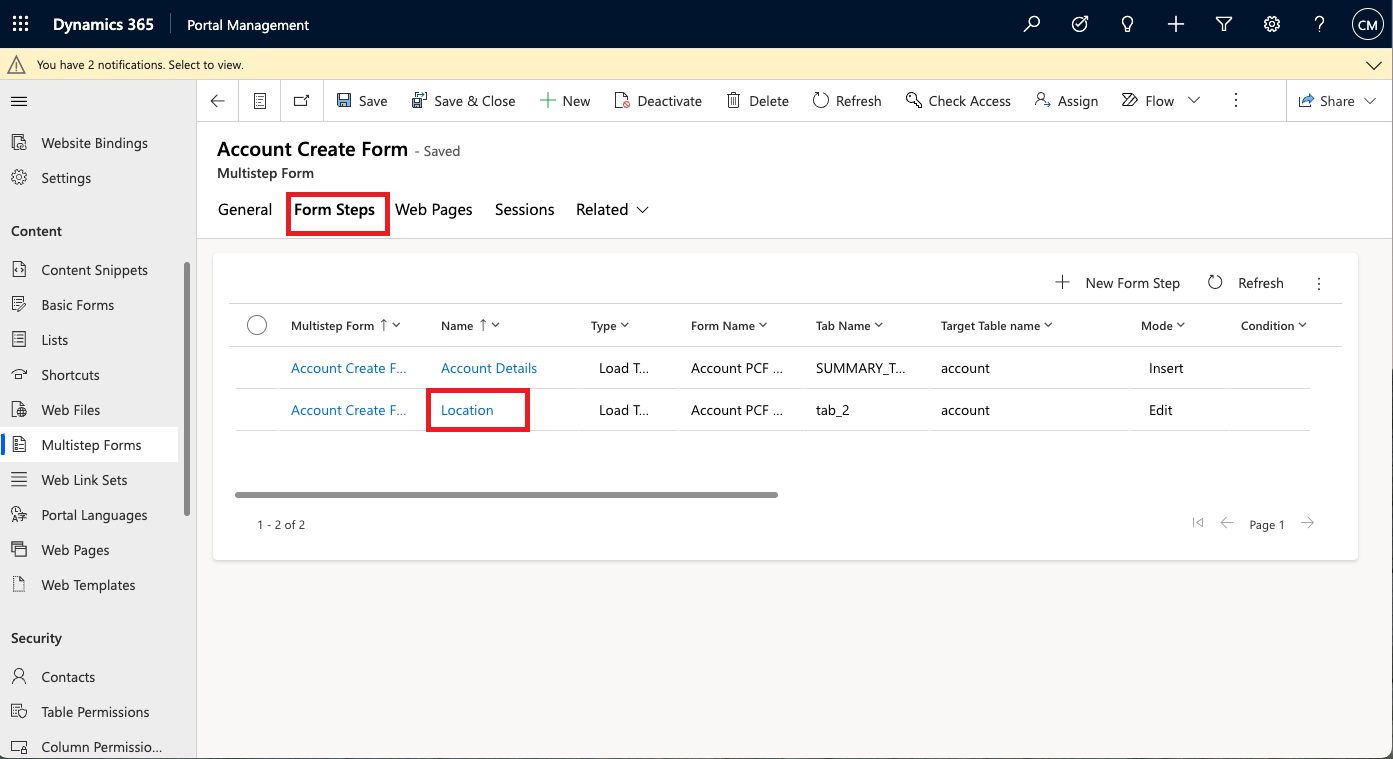 Dynamics 365 Portal Management CM
You have 2 notifications. Select to view.
Save Save & Close New Deactivate Delete Refresh Check Access Assign Flow Share
Website Bindings
Settings
Content
Content Snippets
Basic Forms
Lists
Shortcuts
Web Files
Multistep Forms
Web Link Sets
Portal Languages
Web Pages
Web Templates
Security
Contacts
Table Permissions
Column Permissio...
Account Create Form - Saved
Multistep Form
General Form Steps Web Pages Sessions Related
New Form Step Refresh
Multistep Form Name Type Form Name Tab Name Target Table name Mode Condition
Account Create F... Account Details Load T... Account PCF ... SUMMARY_T... account Insert
Account Create F... Location Load T... Account PCF ... tab_2 account Edit
1 - 2 of 2 Page 1